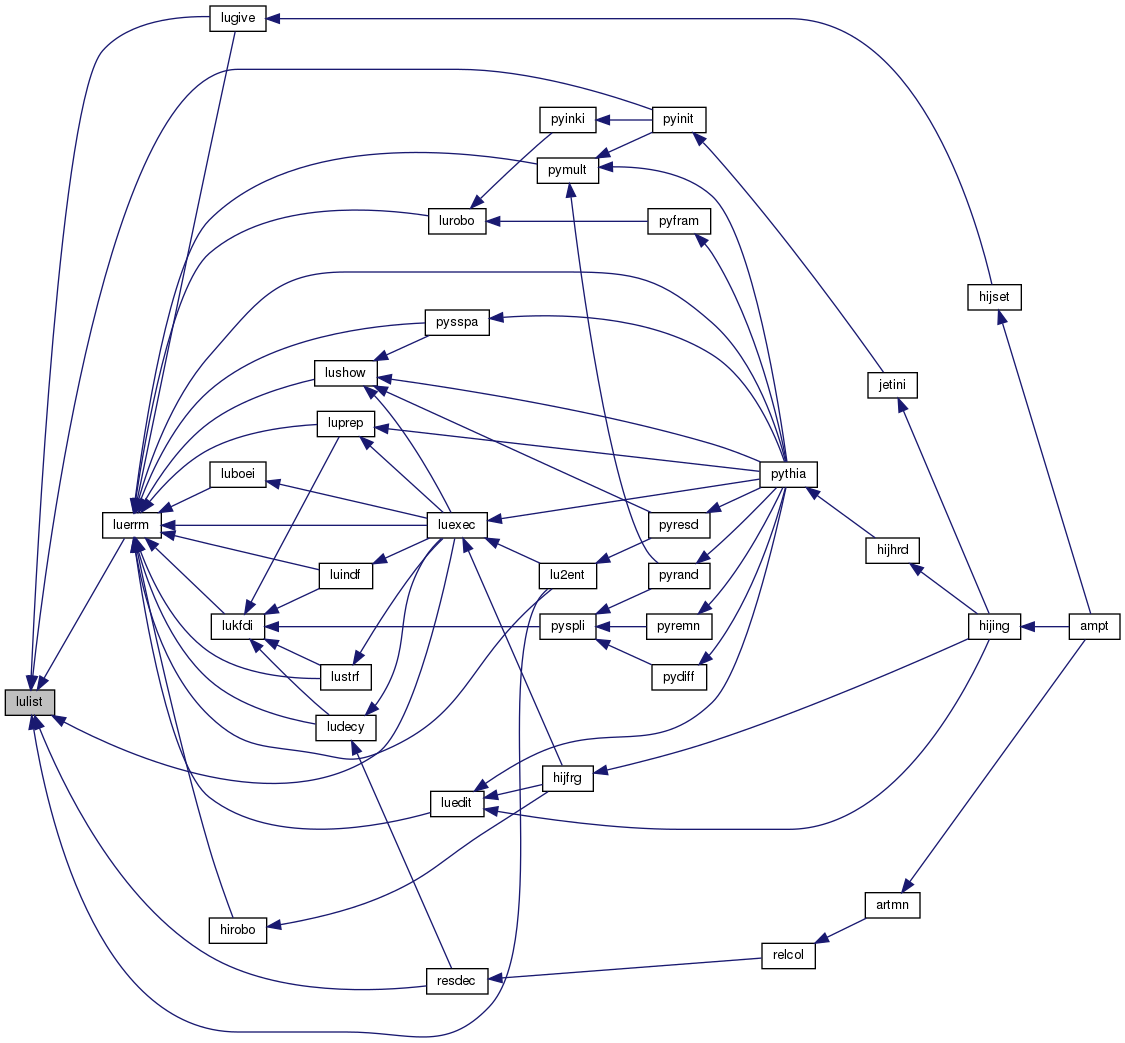 lugive
pyinki
pyinit
pymult
lurobo
pyfram
hijset
pysspa
lushow
jetini
luprep
luboei
pythia
luerrm
luexec
pyresd
hijhrd
luindf
lu2ent
pyrand
lukfdi
pyspli
pyremn
hijing
ampt
lustrf
pydiff
lulist
ludecy
hijfrg
luedit
artmn
hirobo
relcol
resdec